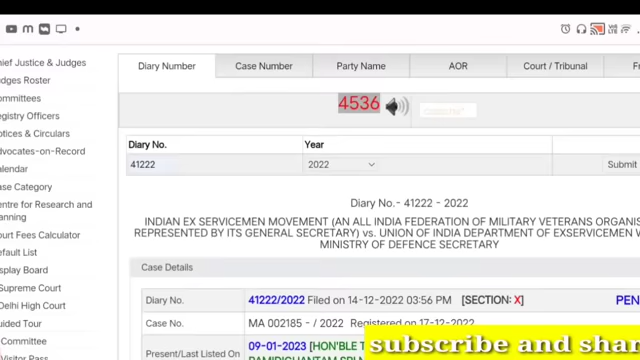 hief Justice & Judges
udges Roster
ommittees
egistry Officers
otices & Circulars
dvocates-on-Record
alendar
ase Category
entre for Research and
anning
ourt Fees Calculator
efault List
splay Board
Supreme Court
Delhi High Court
uided Tour
ommittee
Visitor Pass
Diary Number
Case Number
Party Name
AOR
Court / Tribunal
4536
Diary No.
Year
41222
2022
Submit
Diary No.- 41222 - 2022
INDIAN EX SERVICEMEN MOVEMENT (AN ALL INDIA FEDERATION OF MILITARY VETERANS ORGANIS
REPRESENTED BY ITS GENERAL SECRETARY) vs. UNION OF INDIA DEPARTMENT OF EXSERVICEMEN W
MINISTRY OF DEFENCE SECRETARY
Case Details
Diary No.
41222/2022 Filed on 14-12-2022 03:56 PM [SECTION: X]
PEN
Case No.
MA 002185 - / 2022 Registered on 17-12-2022
Present/Last Listed On
09-01-2023 [HON'BLE T
subscribe and shar